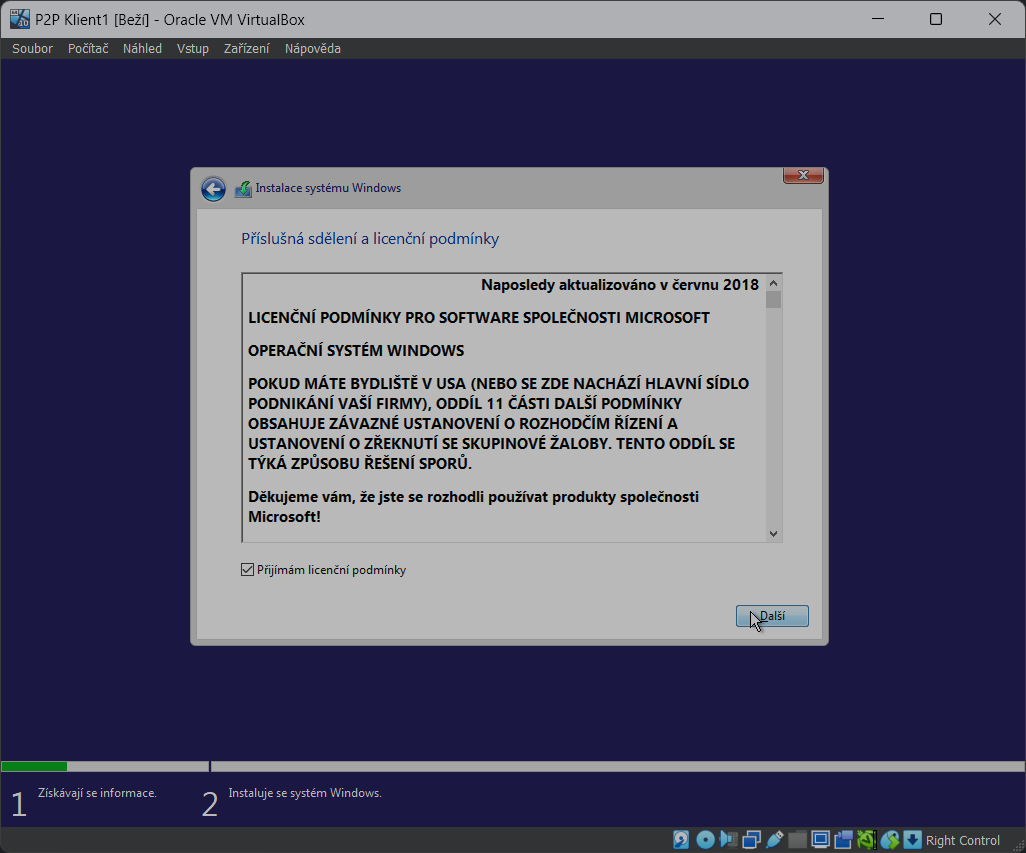 P2P Klient1 [Beží] - Oracle VM VirtualBox
Soubor Počítač Náhled Vstup Zařízení Nápověda
Instalace systému Windows
Příslušná sdělení a licenční podmínky
Naposledy aktualizováno v červnu 2018
LICENČNÍ PODMÍNKY PRO SOFTWARE SPOLEČNOSTI MICROSOFT
OPERAČNÍ SYSTÉM WINDOWS
POKUD MÁTE BYDLIŠTĚ V USA (NEBO SE ZDE NACHÁZÍ HLAVNÍ SÍDLO
PODNIKÁNÍ VAŠÍ FIRMY), ODDÍL 11 ČÁSTI DALŠÍ PODMÍNKY
OBSAHUJE ZÁVAZNÉ USTANOVENÍ O ROZHODČÍM ŘÍZENÍ A
USTANOVENÍ O ZŘEKNUTÍ SE SKUPINOVÉ ŽALOBY. TENTO ODDÍL SE
TÝKÁ ZPŮSOBU ŘEŠENÍ SPORŮ.
Děkujeme vám, že jste se rozhodli používat produkty společnosti
Microsoft!
Přijímám licenční podmínky
Další
1 Získávají se informace.
2 Instaluje se systém Windows.
Right Control